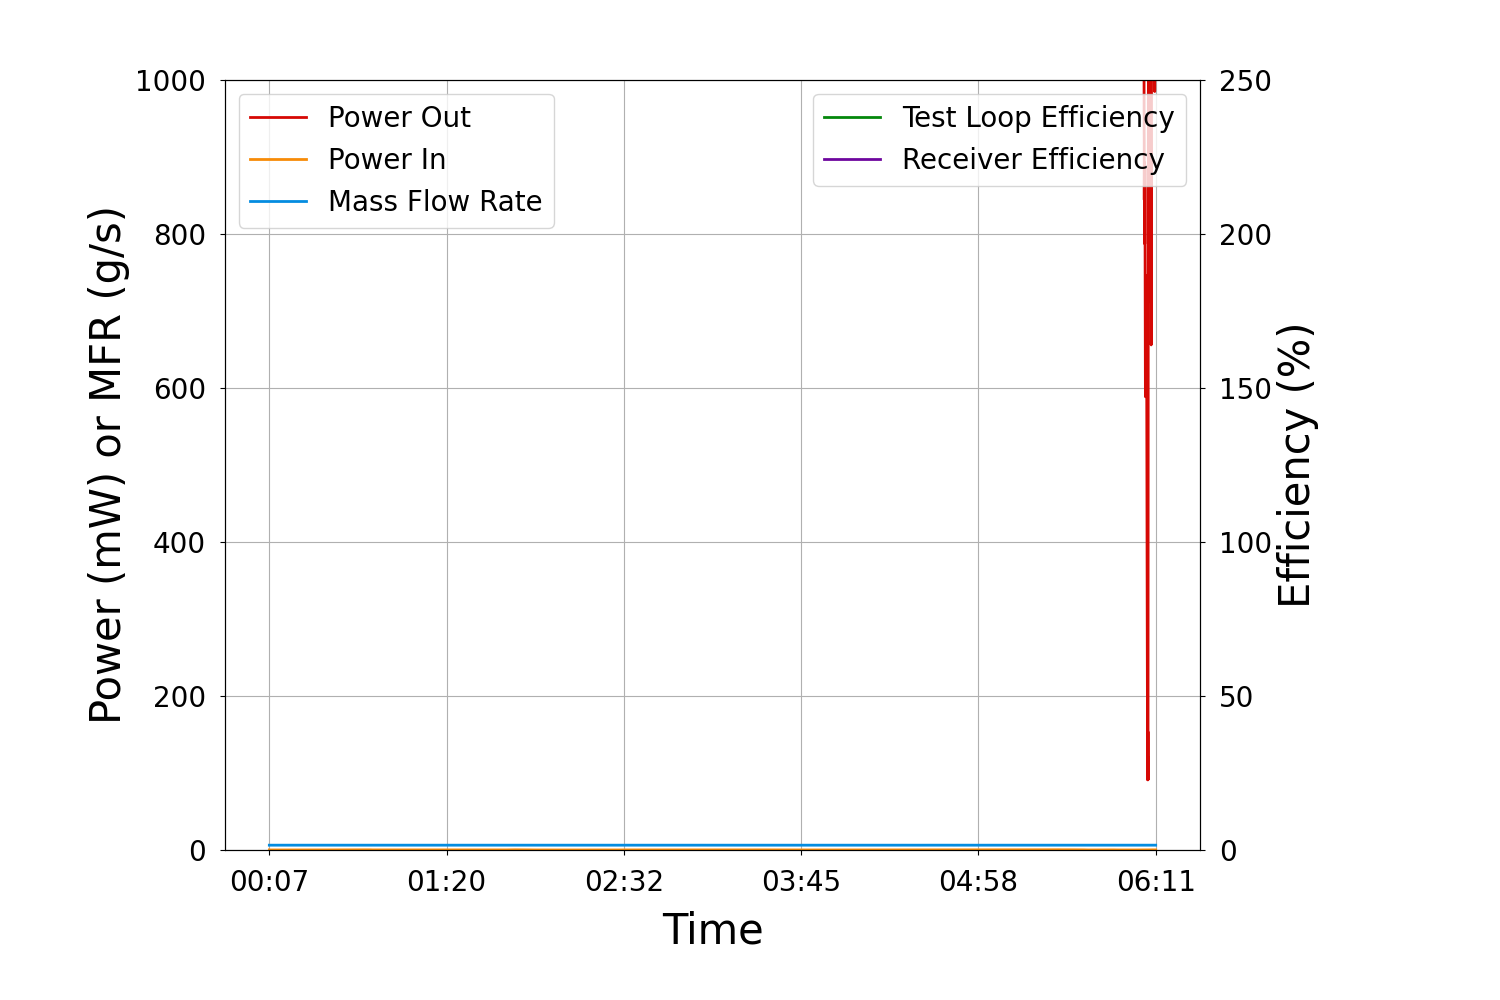 1000
800
600
400
200
0
Power (mW) or MFR (g/s)
Power Out
Power In
Mass Flow Rate
Test Loop Efficiency
Receiver Efficiency
250
200
150
100
50
0
Efficiency (%)
00:07 01:20 02:32 03:45 04:58 06:11
Time